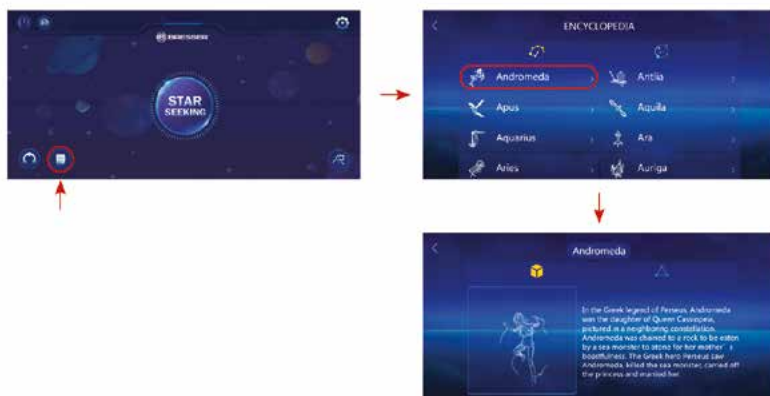 BRESSER
STAR
SEEKING
ENCYCLOPEDIA
Andromeda
Antlia
Apus
Aquila
Aquarius
Ara
Aries
Auriga
Andromeda
In the Greek legend of Perseus, Andromeda
was the daughter of Queen Cassiopeia,
pictured in a neighboring constellation.
Andromeda was chained to a rock to be eaten
by a sea monster to atone for her mother's
boastfulness. The Greek hero Perseus saw
Andromeda, killed the sea monster, carried off
the princess and married her.